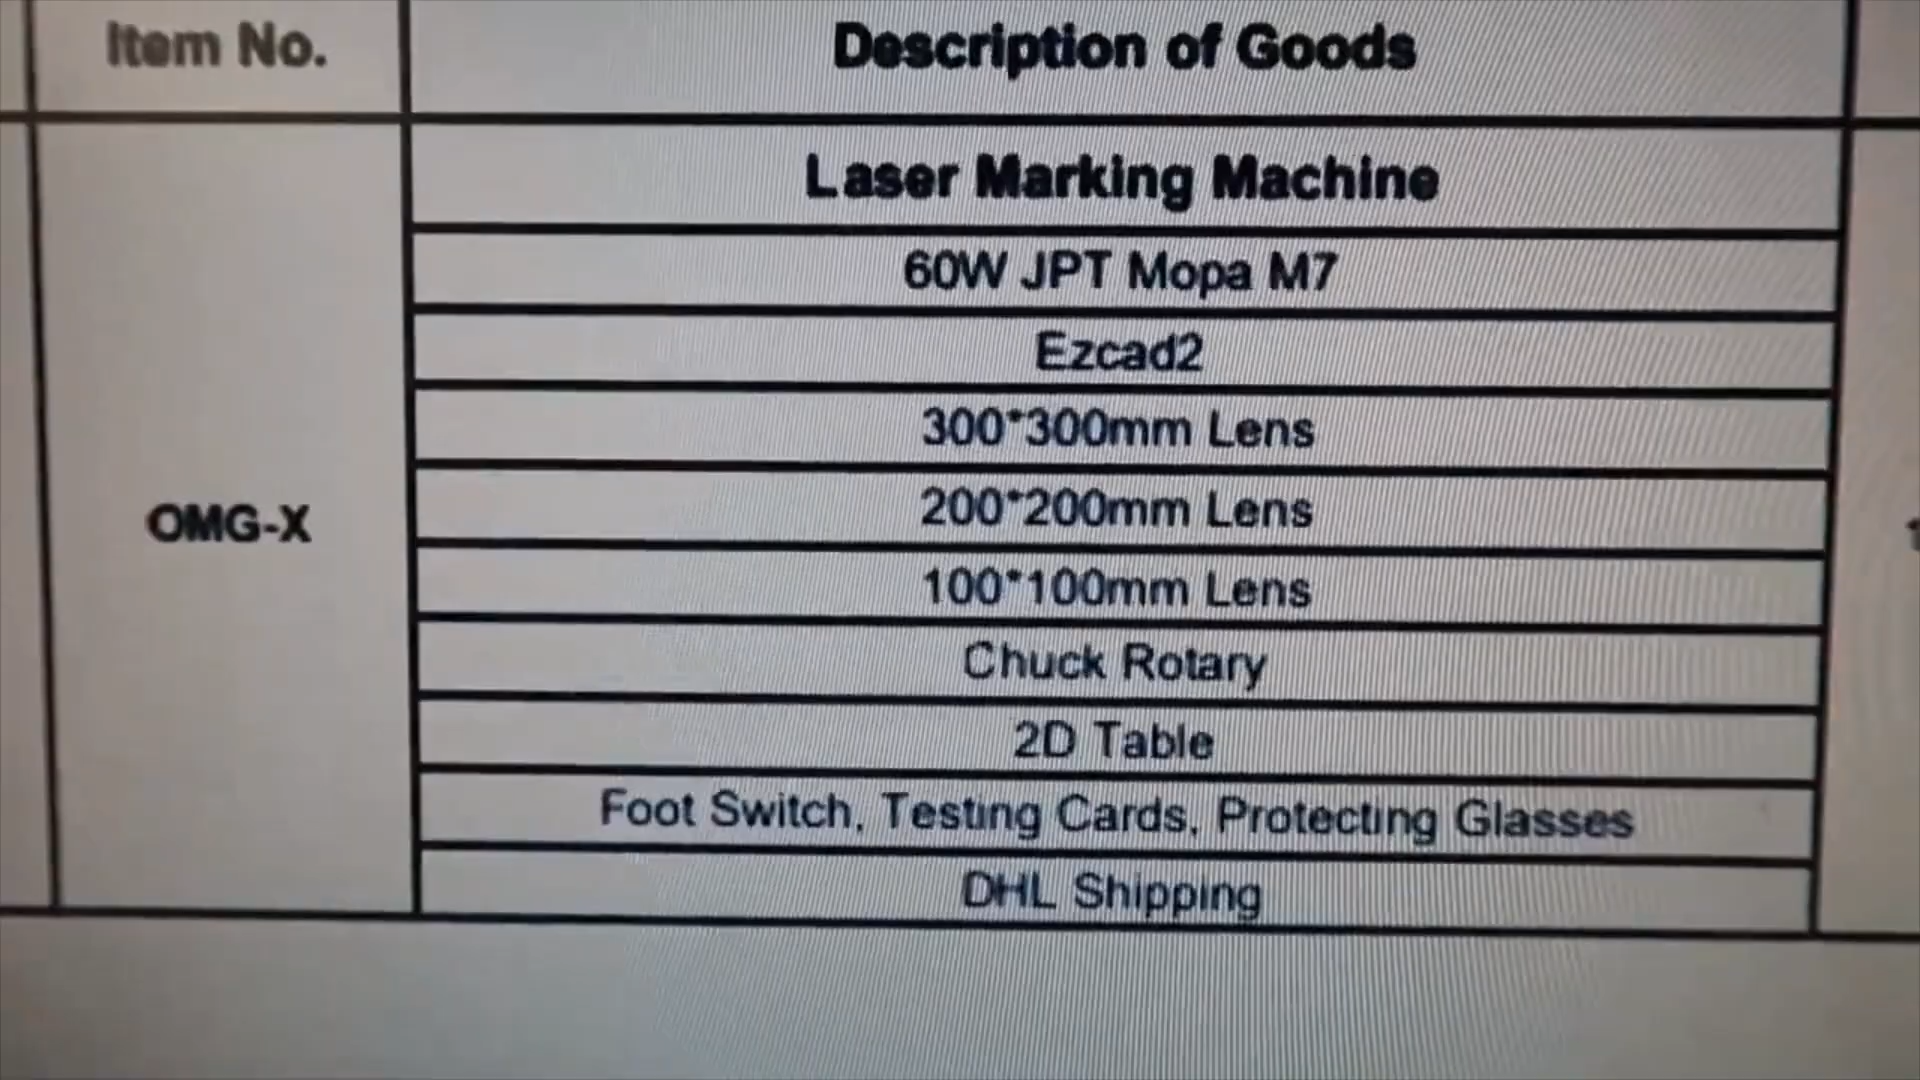 Item No.
Description of Goods
Laser Marking Machine
60W JPT Mopa M7
Ezcad2
300*300mm Lens
200*200mm Lens
OMG-X
100*100mm Lens
Chuck Rotary
2D Table
Foot Switch, Testing Cards, Protecting Glasses
DHL Shipping